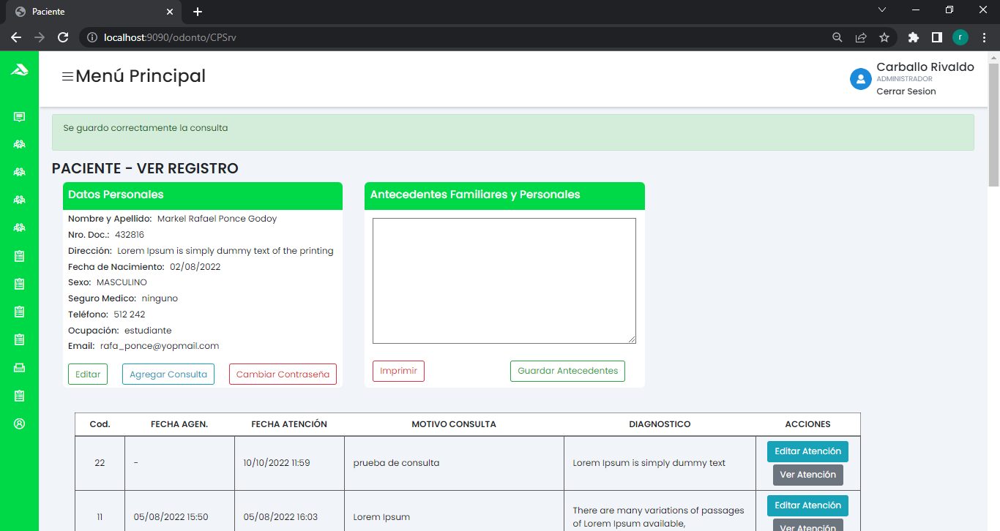 Paciente
localhost:9090/odonto/CPSrv
r
Menú Principal
Carballo Rivaldo
ADMINISTRADOR
Cerrar Sesion
Se guardo correctamente la consulta
PACIENTE - VER REGISTRO
Datos Personales
Nombre y Apellido: Markel Rafael Ponce Godoy
Nro. Doc.: 432816
Dirección: Lorem Ipsum is simply dummy text of the printing
Fecha de Nacimiento: 02/08/2022
Sexo: MASCULINO
Seguro Medico: ninguno
Teléfono: 512 242
Ocupación: estudiante
Email: rafa_ponce@yopmail.com
Editar Agregar Consulta Cambiar Contraseña
Antecedentes Familiares y Personales
Imprimir Guardar Antecedentes
Cod. FECHA AGEN. FECHA ATENCIÓN MOTIVO CONSULTA DIAGNOSTICO ACCIONES
22 - 10/10/2022 11:59 prueba de consulta Lorem Ipsum is simply dummy text Editar Atención
Ver Atención
11 05/08/2022 15:50 05/08/2022 16:03 Lorem Ipsum There are many variations of passages Editar Atención
of Lorem Ipsum available, Ver Atención